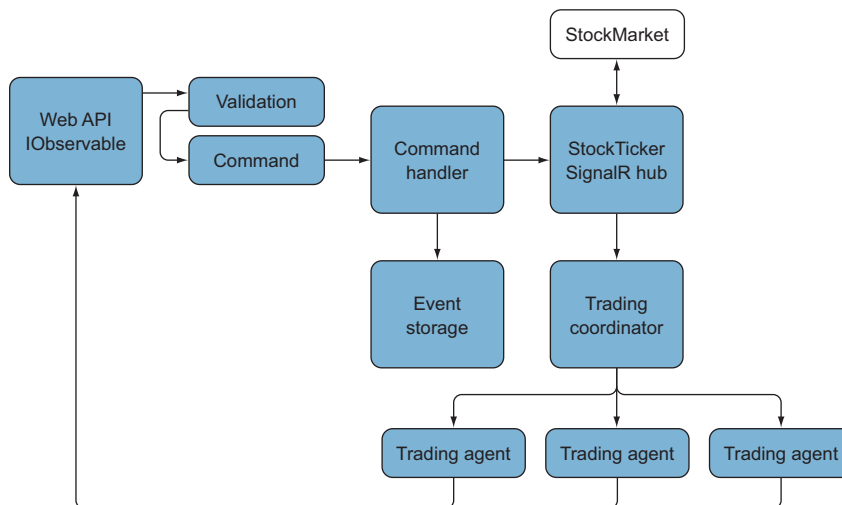 StockMarket
Web API
IObservable
Validation
Command
Command
handler
StockTicker
SignalR hub
Event
storage
Trading
coordinator
Trading agent
Trading agent
Trading agent